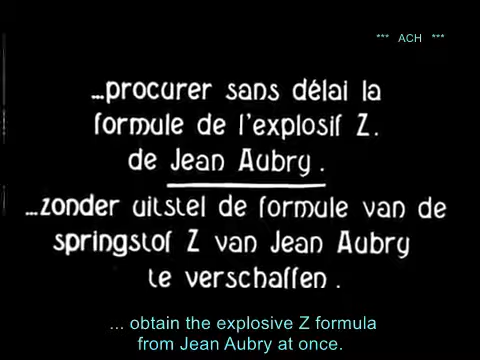 *** ACH ***
...procurer sans délai la
formule de l'explosif Z.
de Jean Aubry.
...zonder uitstel de formule van de
springstof Z van Jean Aubry
te verschaffen.
... obtain the explosive Z formula
from Jean Aubry at once.